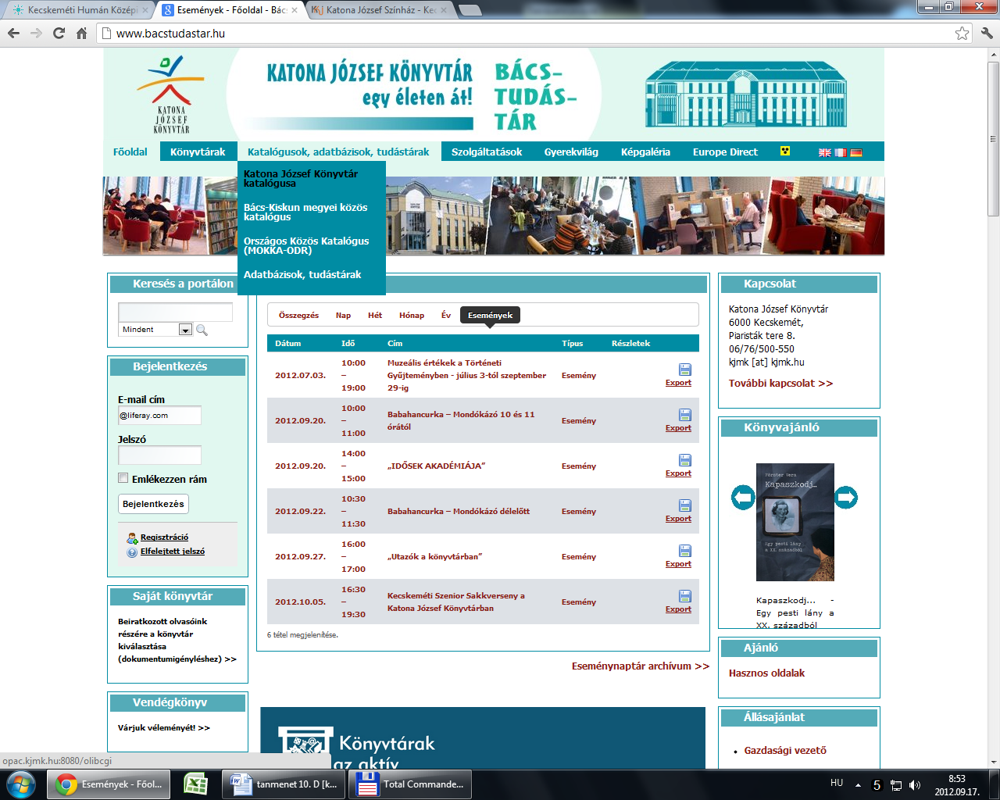 Kecskeméti Humán Középi
Események - Főoldal - Bács
Katona József Színház - Kec
www.bacstudastar.hu
KATONA
JÓZSEF
KÖNYVTÁR
KATONA JÓZSEF KÖNYVTÁR
egy életen át!
BÁCS-
TUDÁS-
TÁR
Főoldal Könyvtárak Katalógusok, adatbázisok, tudástárak Szolgáltatások Gyerekvilág Képgaléria Europe Direct
Katona József Könyvtár
katalógusa
Bács-Kiskun megyei közös
katalógus
Országos Közös Katalógus
(MOKKA-ODR)
Adatbázisok, tudástárak
Keresés a portálon
Mindent
Bejelentkezés
E-mail cím
@liferay.com
Jelszó
Emlékezzen rám
Bejelentkezés
Regisztráció
Elfelejtett jelszó
Saját könyvtár
Beiratkozott olvasóink
részére a könyvtár
kiválasztása
(dokumentumigényléshez) >>
Vendégkönyv
Várjuk véleményét! >>
Összegzés Nap Hét Hónap Év Események
Dátum Idő Cím Típus Részletek
2012.07.03. 10:00 – 19:00 Muzeális értékek a Történeti Gyűjteményben - július 3-tól szeptember 29-ig Esemény Export
2012.09.20. 10:00 – 11:00 Babahancurka – Mondókázó 10 és 11 órától Esemény Export
2012.09.20. 14:00 – 15:00 „IDŐSEK AKADÉMIÁJA” Esemény Export
2012.09.22. 10:30 – 11:30 Babahancurka – Mondókázó délelőtt Esemény Export
2012.09.27. 16:00 – 17:00 „Utazók a könyvtárban” Esemény Export
2012.10.05. 16:30 – 19:30 Kecskeméti Szenior Sakkverseny a Katona József Könyvtárban Esemény Export
6 tétel megjelenítése.
Eseménynaptár archívum >>
Könyvtárak
az aktív
Kapcsolat
Katona József Könyvtár
6000 Kecskemét,
Piaristák tere 8.
06/76/500-550
kjmk [at] kjmk.hu
További kapcsolat >>
Könyvajánló
Förster Vera
Kapaszkodj…
Egy pesti lány
a XX. századból
Kapaszkodj... -
Egy pesti lány a
XX. századból
Ajánló
Hasznos oldalak
Állásajánlat
Gazdasági vezető
opac.kjmk.hu:8080/olibcgi
Események - Főol...
tanmenet 10. D [k...
Total Commande...
HU
5
8:53
2012.09.17.